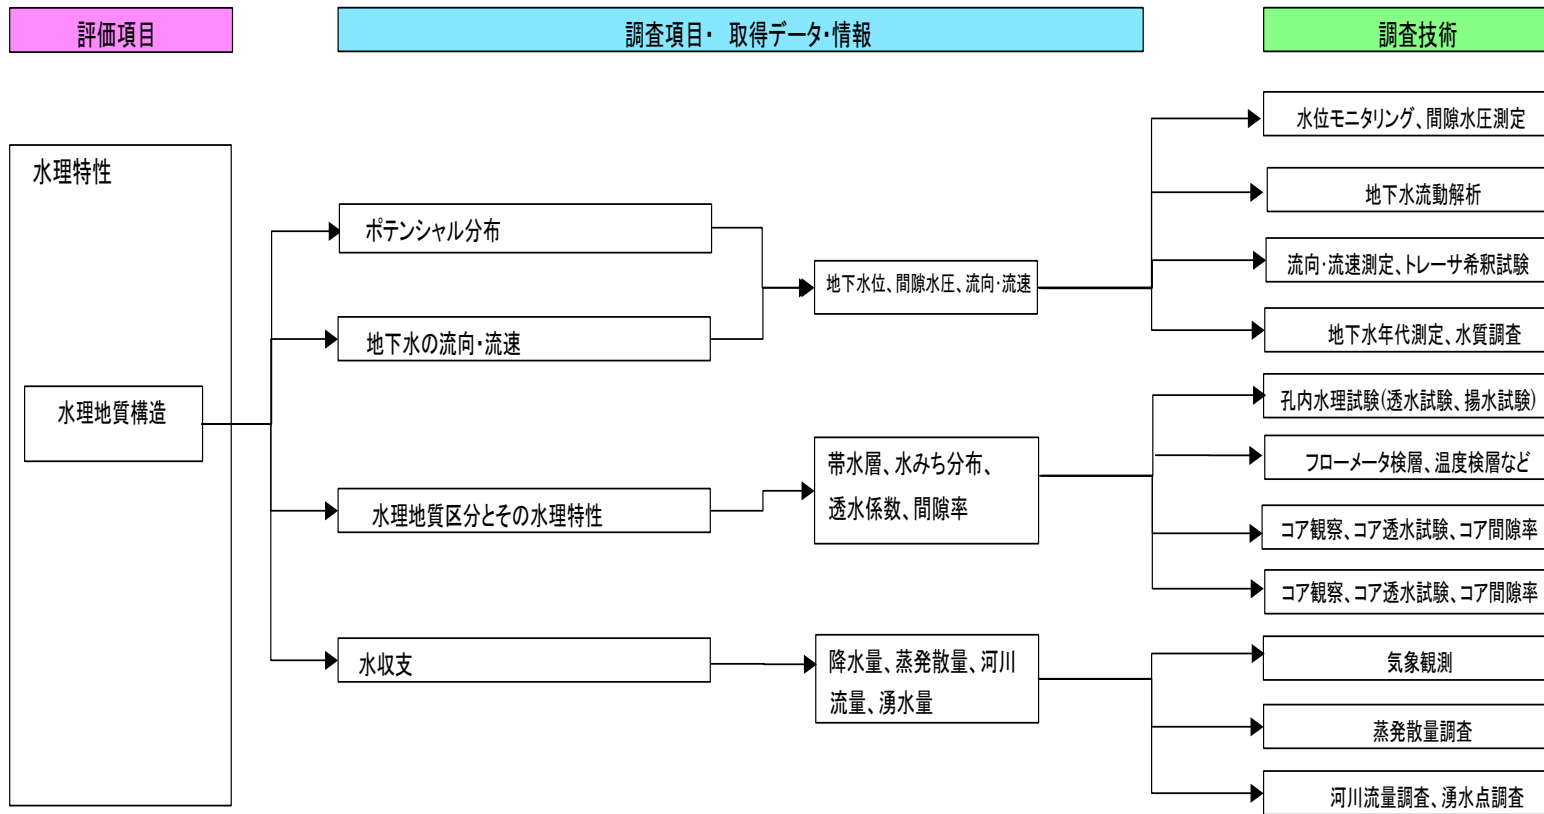 評価項目
調査項目・ 取得データ・情報
調査技術
水理特性
水理地質構造
ポテンシャル分布
地下水の流向・流速
水理地質区分とその水理特性
水収支
地下水位、間隙水圧、流向・流速
帯水層、水みち分布、
透水係数、間隙率
降水量、蒸発散量、河川
流量、湧水量
水位モニタリング、間隙水圧測定
地下水流動解析
流向・流速測定、トレーサ希釈試験
地下水年代測定、水質調査
孔内水理試験(透水試験、揚水試験)
フローメータ検層、温度検層など
コア観察、コア透水試験、コア間隙率
コア観察、コア透水試験、コア間隙率
気象観測
蒸発散量調査
河川流量調査、湧水点調査